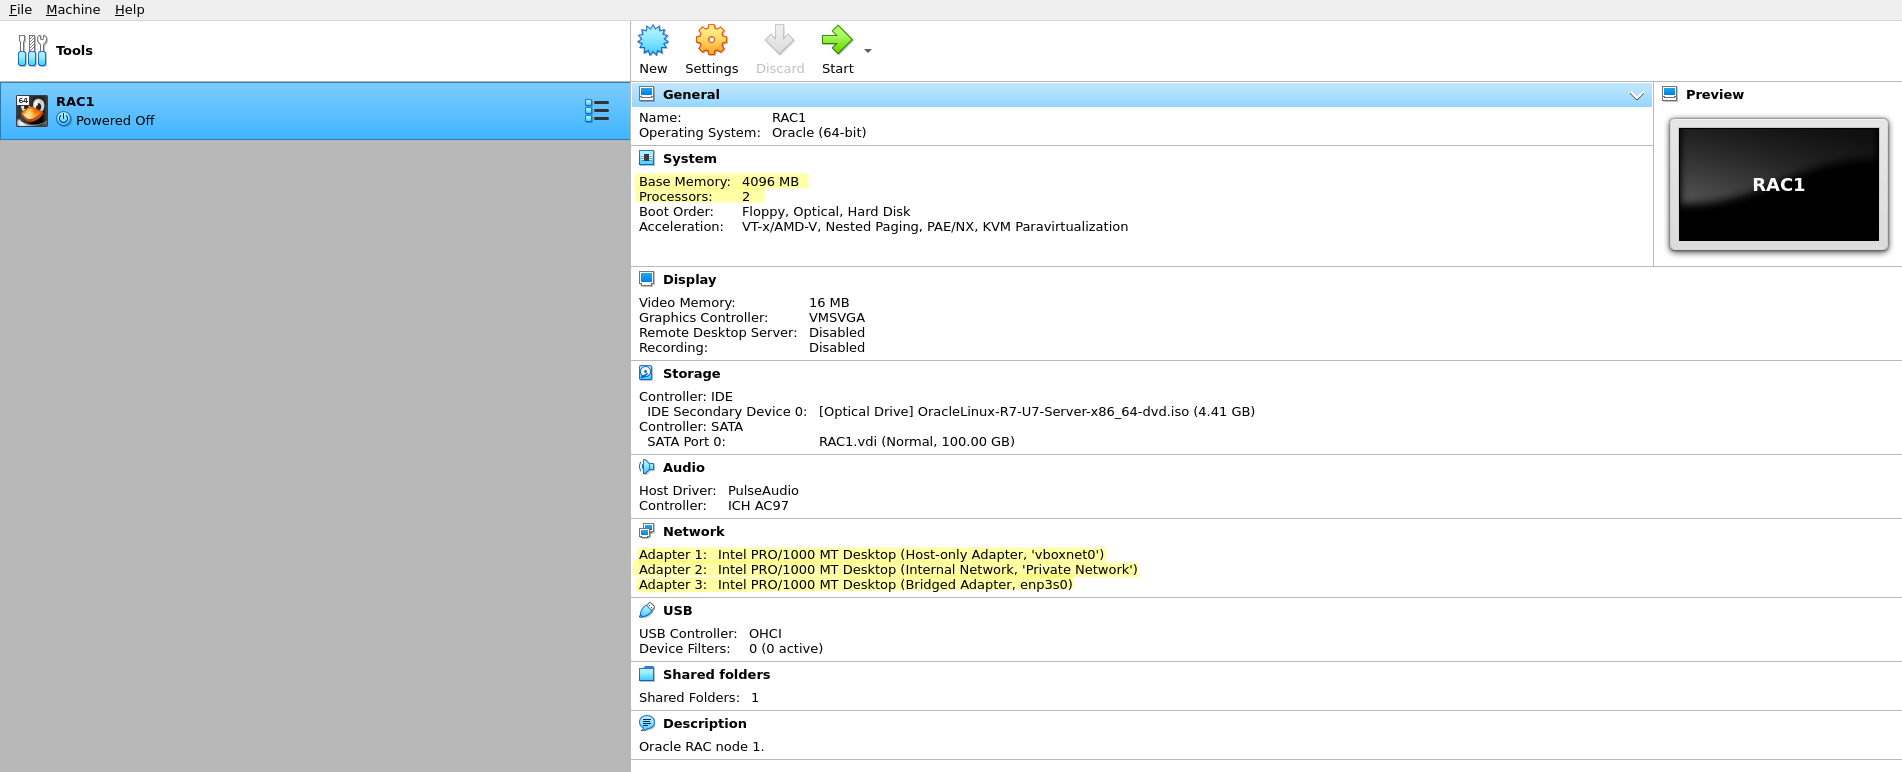 File Machine Help
Tools
New Settings Discard Start
64
RAC1
Powered Off
General
Name: RAC1
Operating System: Oracle (64-bit)
Preview
RAC1
System
Base Memory: 4096 MB
Processors: 2
Boot Order: Floppy, Optical, Hard Disk
Acceleration: VT-x/AMD-V, Nested Paging, PAE/NX, KVM Paravirtualization
Display
Video Memory: 16 MB
Graphics Controller: VMSVGA
Remote Desktop Server: Disabled
Recording: Disabled
Storage
Controller: IDE
IDE Secondary Device 0: [Optical Drive] OracleLinux-R7-U7-Server-x86_64-dvd.iso (4.41 GB)
Controller: SATA
SATA Port 0: RAC1.vdi (Normal, 100.00 GB)
Audio
Host Driver: PulseAudio
Controller: ICH AC97
Network
Adapter 1: Intel PRO/1000 MT Desktop (Host-only Adapter, 'vboxnet0')
Adapter 2: Intel PRO/1000 MT Desktop (Internal Network, 'Private Network')
Adapter 3: Intel PRO/1000 MT Desktop (Bridged Adapter, enp3s0)
USB
USB Controller: OHCI
Device Filters: 0 (0 active)
Shared folders
Shared Folders: 1
Description
Oracle RAC node 1.